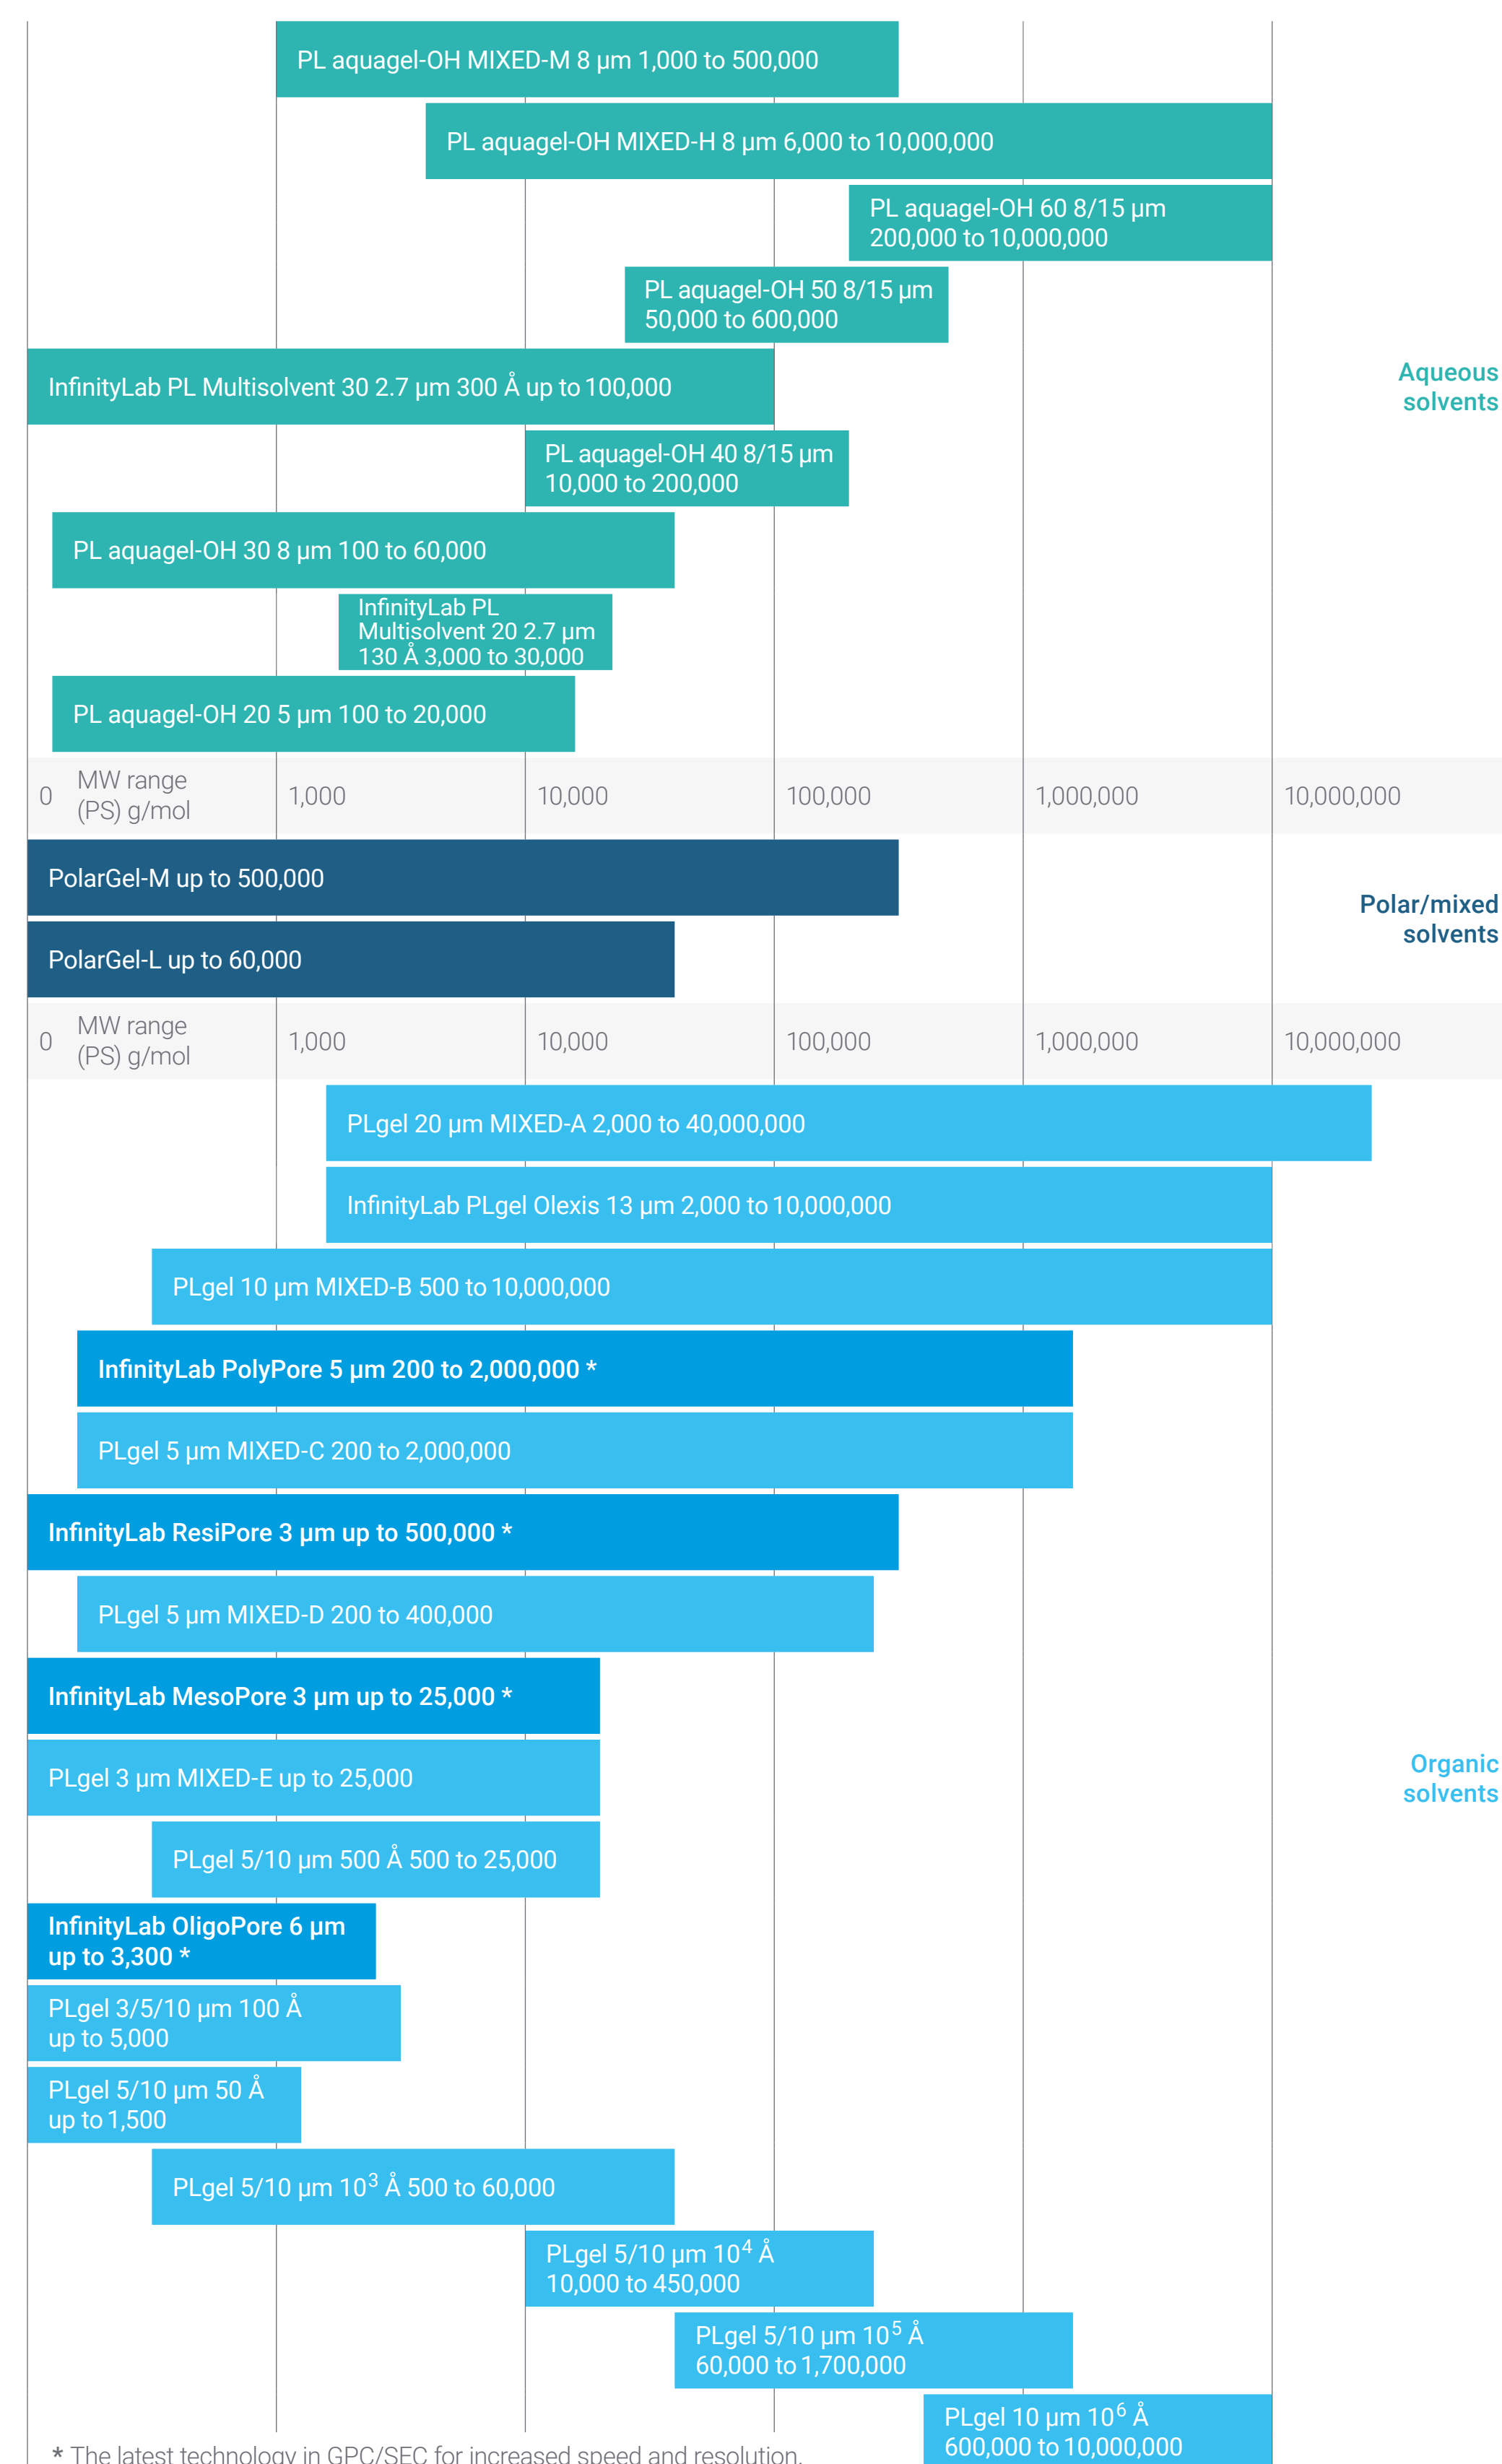 PL aquagel-OH MIXED-M 8 µm 1,000 to 500,000
PL aquagel-OH MIXED-H 8 µm 6,000 to 10,000,000
PL aquagel-OH 60 8/15 µm
200,000 to 10,000,000
PL aquagel-OH 50 8/15 µm
50,000 to 600,000
InfinityLab PL Multisolvent 30 2.7 µm 300 Å up to 100,000
Aqueous
solvents
PL aquagel-OH 40 8/15 µm
10,000 to 200,000
PL aquagel-OH 30 8 µm 100 to 60,000
InfinityLab PL
Multisolvent 20 2.7 µm
130 Å 3,000 to 30,000
PL aquagel-OH 20 5 µm 100 to 20,000
0 MW range (PS) g/mol 1,000 10,000 100,000 1,000,000 10,000,000
PolarGel-M up to 500,000
Polar/mixed
solvents
PolarGel-L up to 60,000
0 MW range (PS) g/mol 1,000 10,000 100,000 1,000,000 10,000,000
PLgel 20 µm MIXED-A 2,000 to 40,000,000
InfinityLab PLgel Olexis 13 µm 2,000 to 10,000,000
PLgel 10 µm MIXED-B 500 to 10,000,000
InfinityLab PolyPore 5 µm 200 to 2,000,000 *
PLgel 5 µm MIXED-C 200 to 2,000,000
InfinityLab ResiPore 3 µm up to 500,000 *
PLgel 5 µm MIXED-D 200 to 400,000
InfinityLab MesoPore 3 µm up to 25,000 *
PLgel 3 µm MIXED-E up to 25,000
Organic
solvents
PLgel 5/10 µm 500 Å 500 to 25,000
InfinityLab OligoPore 6 µm
up to 3,300 *
PLgel 3/5/10 µm 100 Å
up to 5,000
PLgel 5/10 µm 50 Å
up to 1,500
PLgel 5/10 µm 10³ Å 500 to 60,000
PLgel 5/10 µm 10⁴ Å
10,000 to 450,000
PLgel 5/10 µm 10⁵ Å
60,000 to 1,700,000
PLgel 10 µm 10⁶ Å
600,000 to 10,000,000
* The latest technology in GPC/SEC for increased speed and resolution.